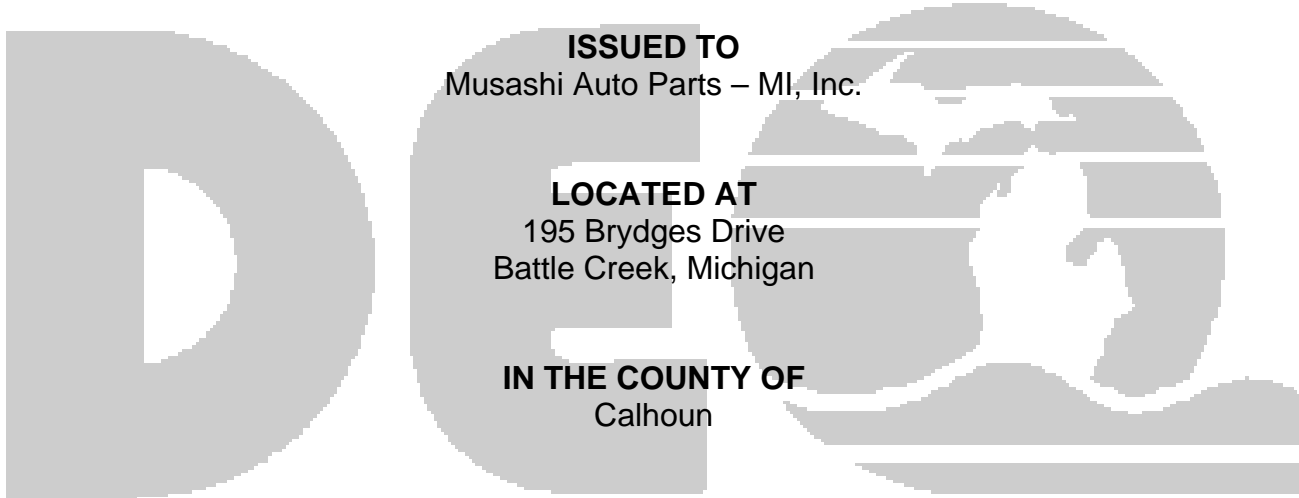 ISSUED TO
Musashi Auto Parts – MI, Inc.
LOCATED AT
195 Brydges Drive
Battle Creek, Michigan
IN THE COUNTY OF
Calhoun
DEQ